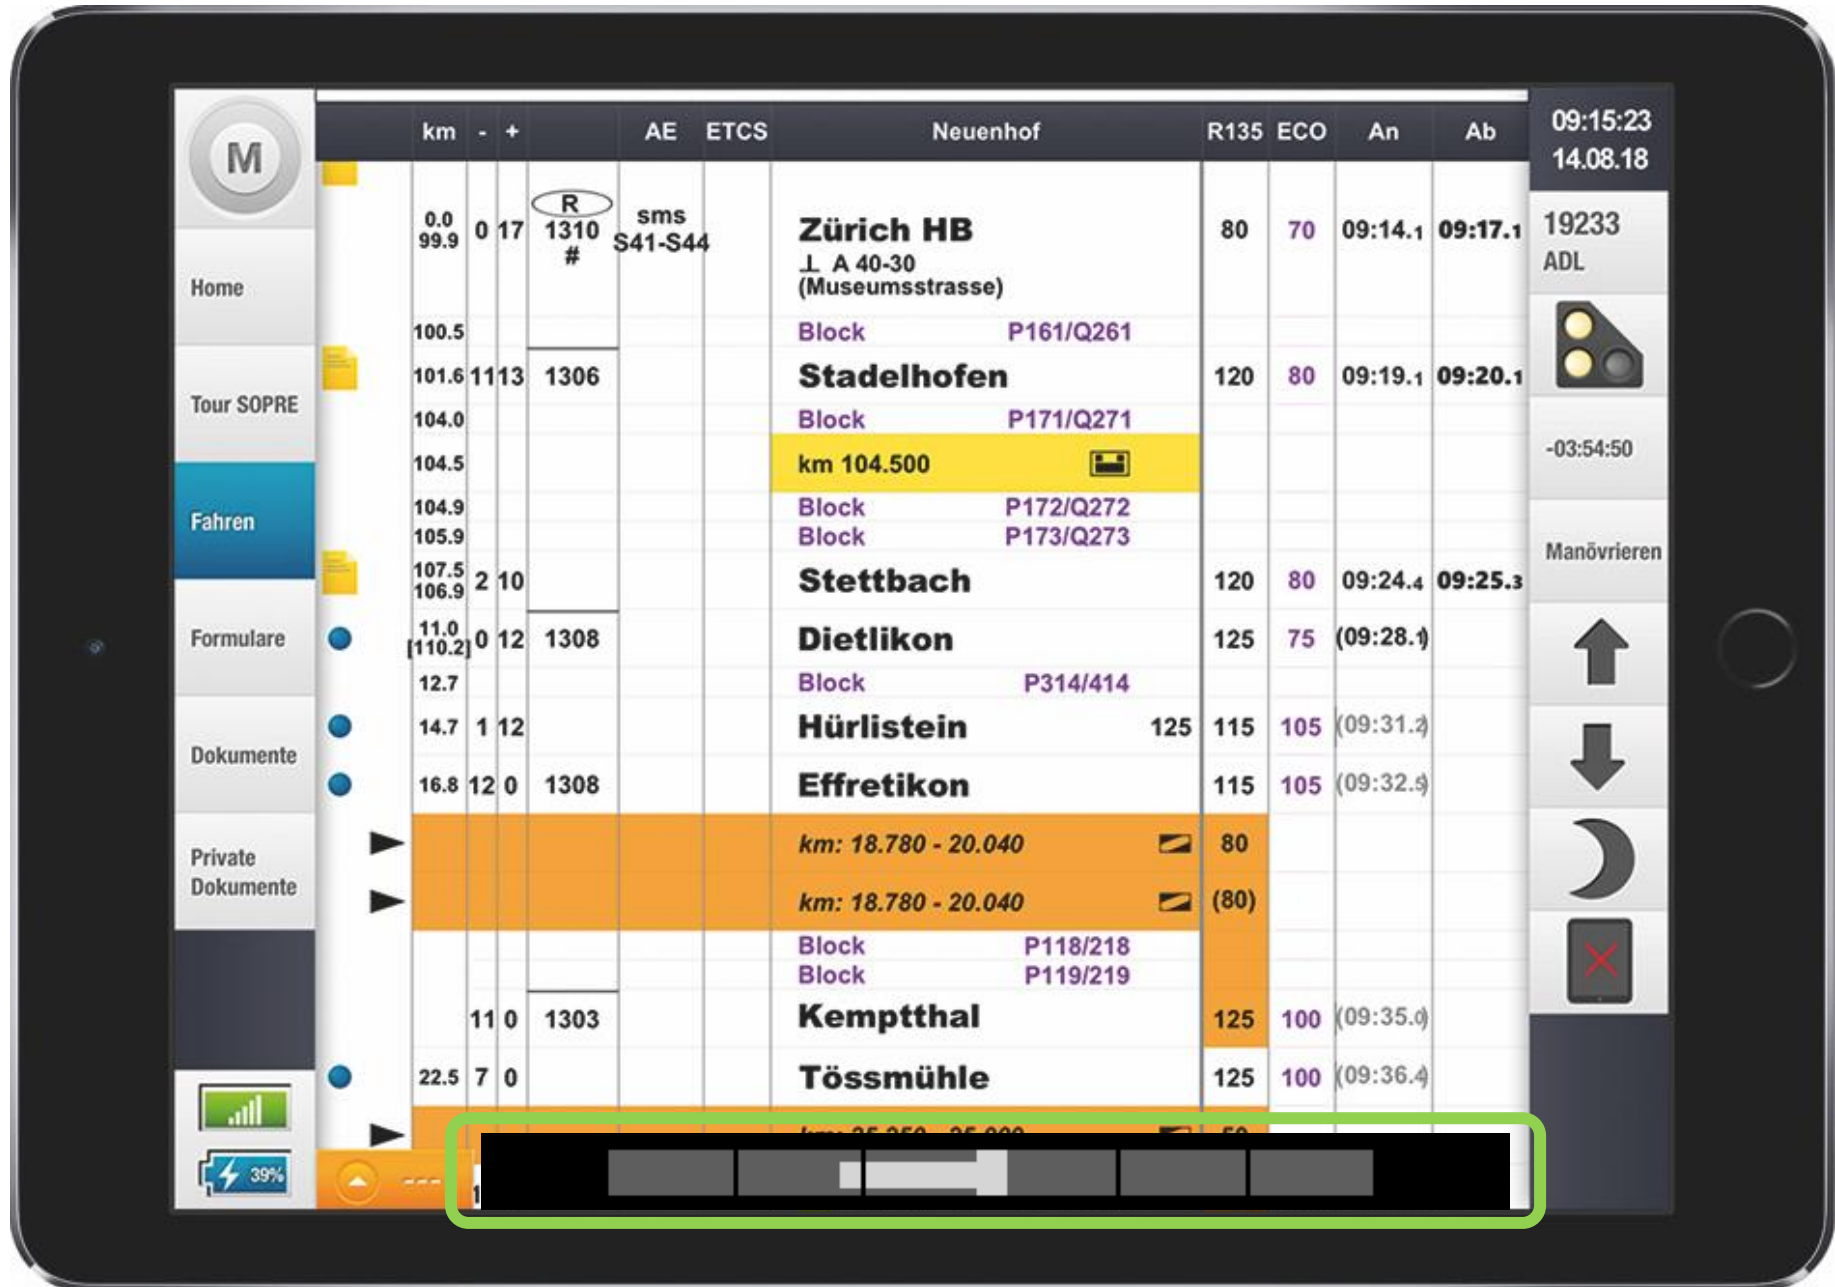 M
Home
Tour SOPRE
Fahren
Formulare
Dokumente
Private
Dokumente
39%
km - + AE ETCS Neuenhof R135 ECO An Ab
0.0
99.9 0 17 R
1310
# sms
S41-S44 Zürich HB 80 70 09:14.1 09:17.1
⊥ A 40-30
(Museumsstrasse)
100.5 Block P161/Q261
101.6 11 13 1306 Stadelhofen 120 80 09:19.1 09:20.1
104.0 Block P171/Q271
104.5 km 104.500
104.9 Block P172/Q272
105.9 Block P173/Q273
107.5
106.9 2 10 Stettbach 120 80 09:24.4 09:25.3
11.0
[110.2] 0 12 1308 Dietlikon 125 75 (09:28.1)
12.7 Block P314/414
14.7 1 12 Hürlistein 125 115 105 (09:31.2)
16.8 12 0 1308 Effretikon 115 105 (09:32.5)
km: 18.780 - 20.040 80
km: 18.780 - 20.040 (80)
Block P118/218
Block P119/219
11 0 1303 Kemptthal 125 100 (09:35.0)
22.5 7 0 Tössmühle 125 100 (09:36.4)
---
09:15:23
14.08.18
19233
ADL
-03:54:50
Manövrieren